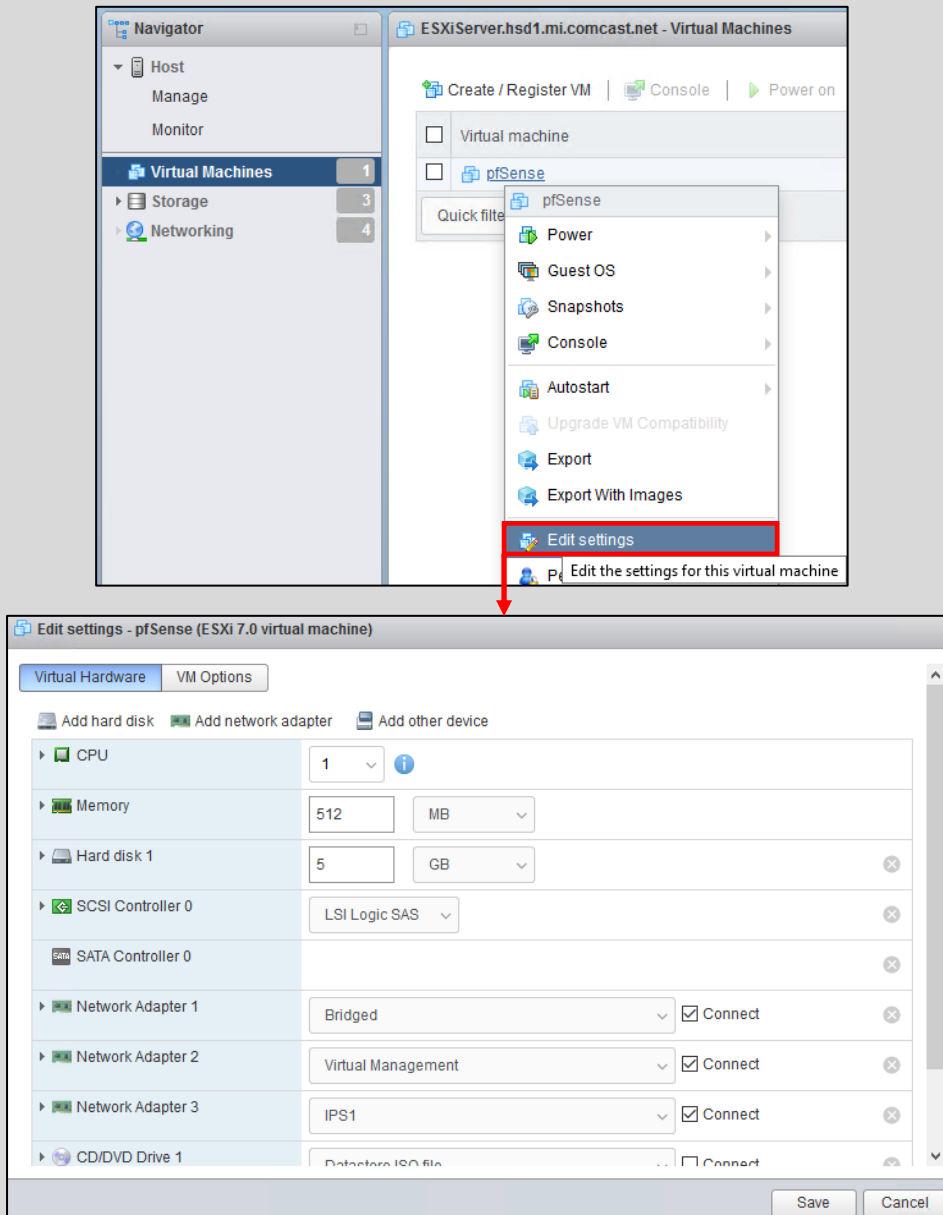 Navigator
ESXiServer.hsd1.mi.comcast.net - Virtual Machines
Host
Manage
Monitor
Virtual Machines 1
Storage 3
Networking 4
Create / Register VM | Console | Power on
Virtual machine
pfSense
Quick filte
pfSense
Power
Guest OS
Snapshots
Console
Autostart
Upgrade VM Compatibility
Export
Export With Images
Edit settings
Edit the settings for this virtual machine
Edit settings - pfSense (ESXi 7.0 virtual machine)
Virtual Hardware VM Options
Add hard disk Add network adapter Add other device
CPU 1
Memory 512 MB
Hard disk 1 5 GB
SCSI Controller 0 LSI Logic SAS
SATA SATA Controller 0
Network Adapter 1 Bridged Connect
Network Adapter 2 Virtual Management Connect
Network Adapter 3 IPS1 Connect
CD/DVD Drive 1 Datastore ISO file Connect
Save Cancel